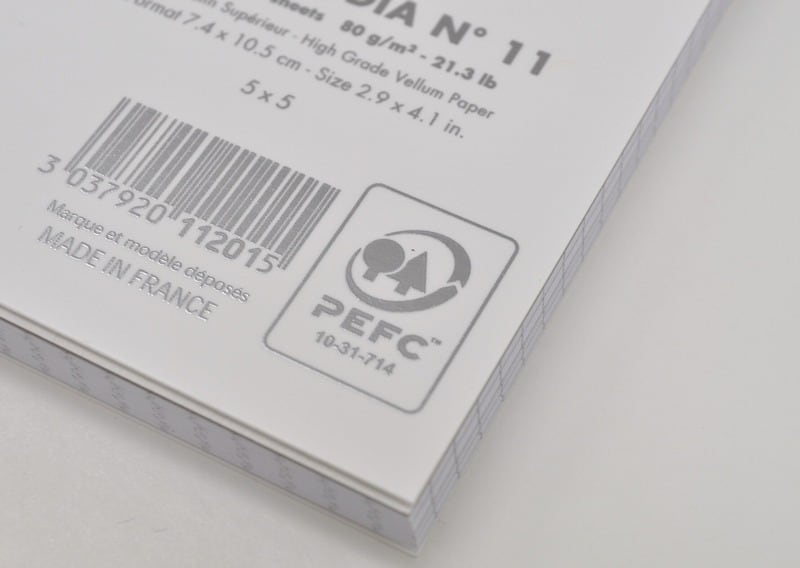 DIA N° 11
sheets 80 g/m² - 21.3 lb
Supérieur - High Grade Vellum Paper
Format 7.4 x 10.5 cm - Size 2.9 x 4.1 in.
5 x 5
3 037920 112015
Marque et modèle déposés
MADE IN FRANCE
PEFC™
10-31-714